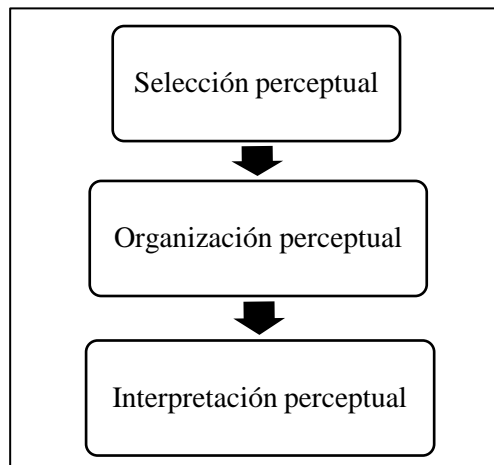 Selección perceptual
Organización perceptual
Interpretación perceptual